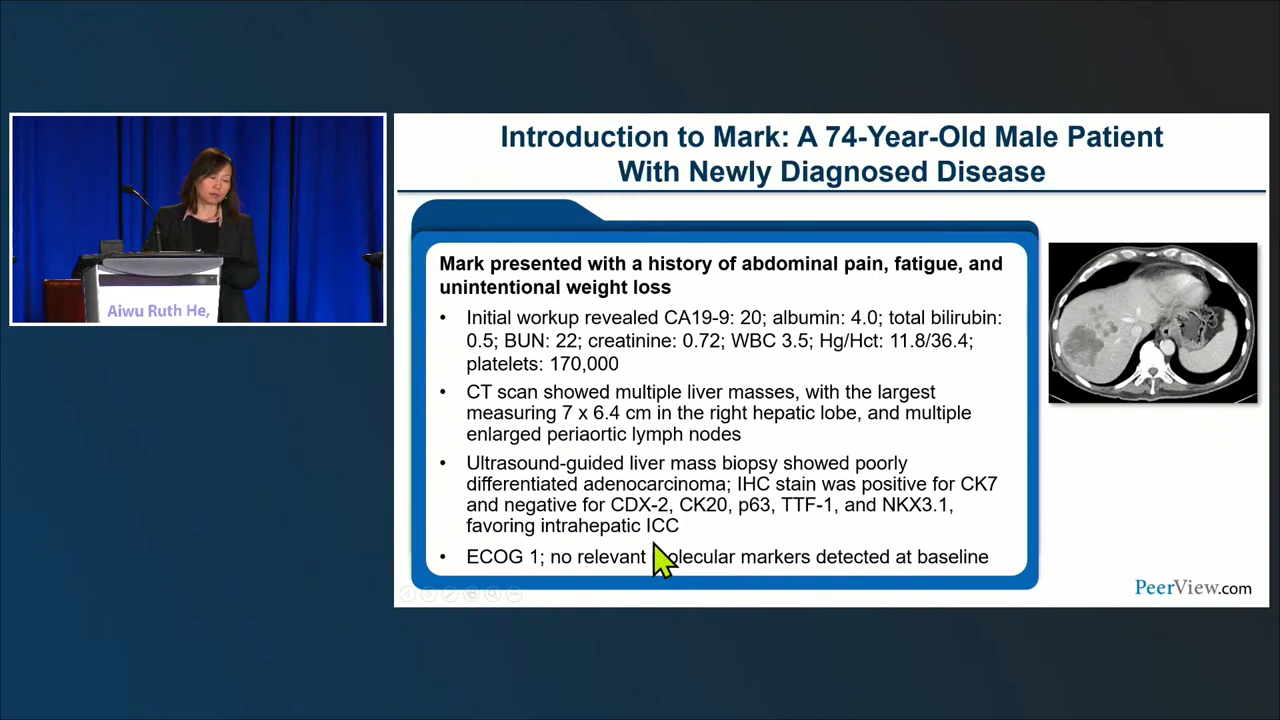 Aiwu Ruth He,
Introduction to Mark: A 74-Year-Old Male Patient
With Newly Diagnosed Disease
Mark presented with a history of abdominal pain, fatigue, and
unintentional weight loss
• Initial workup revealed CA19-9: 20; albumin: 4.0; total bilirubin:
0.5; BUN: 22; creatinine: 0.72; WBC 3.5; Hg/Hct: 11.8/36.4;
platelets: 170,000
• CT scan showed multiple liver masses, with the largest
measuring 7 x 6.4 cm in the right hepatic lobe, and multiple
enlarged periaortic lymph nodes
• Ultrasound-guided liver mass biopsy showed poorly
differentiated adenocarcinoma; IHC stain was positive for CK7
and negative for CDX-2, CK20, p63, TTF-1, and NKX3.1,
favoring intrahepatic ICC
• ECOG 1; no relevant molecular markers detected at baseline
PeerView.com